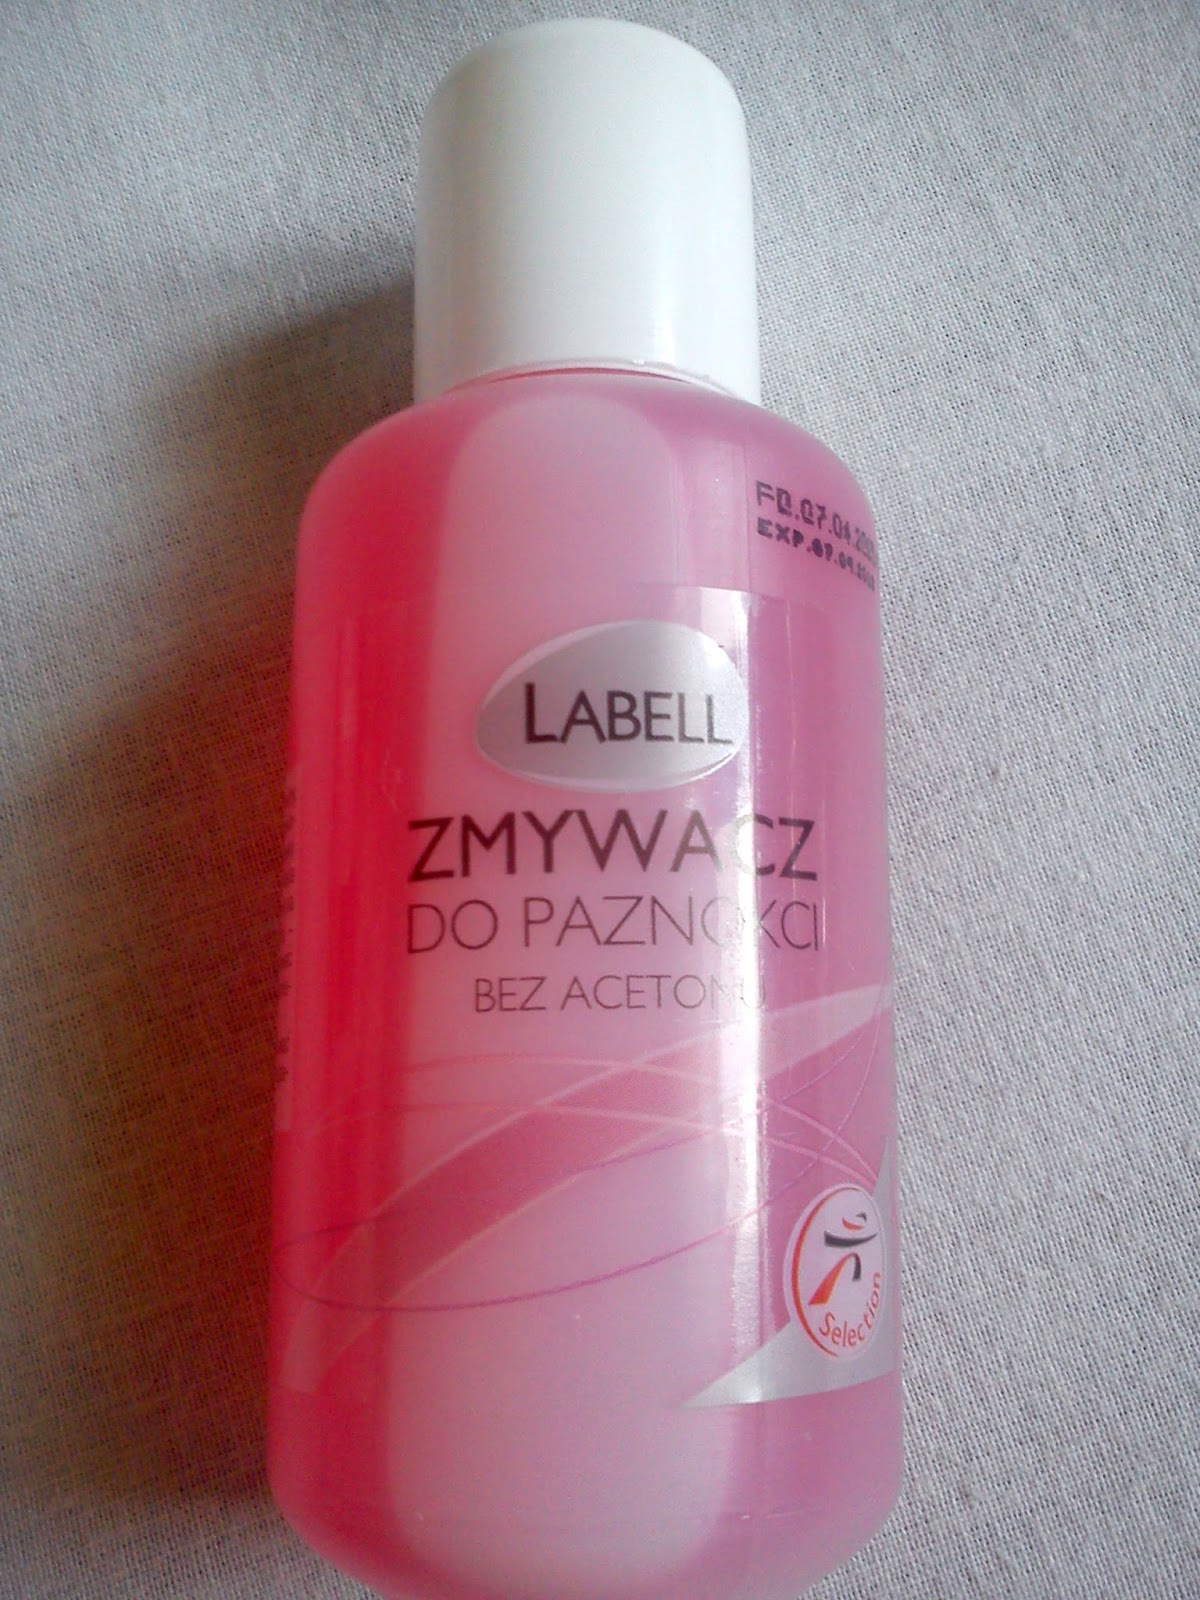 LABELL
ZMYWACZ
DO PAZNOKCI
BEZ ACETONU
Selection